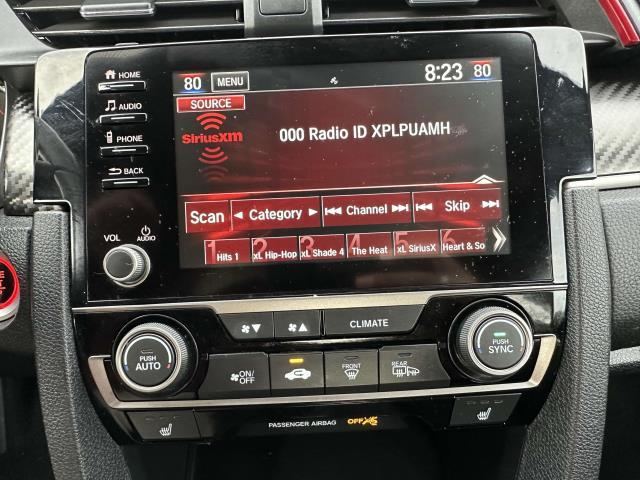 HOME
AUDIO
PHONE
BACK
VOL
AUDIO
80 MENU 8:23 80
SOURCE
SiriusXM
000 Radio ID XPLPUAMH
Scan Category Channel Skip
1 2 3 4 5 6
Hits 1 xL Hip-Hop xL Shade 4 The Heat xL SiriusX Heart & So
CLIMATE
PUSH
AUTO
ON/
OFF
FRONT
REAR
PUSH
SYNC
PASSENGER AIRBAG OFF